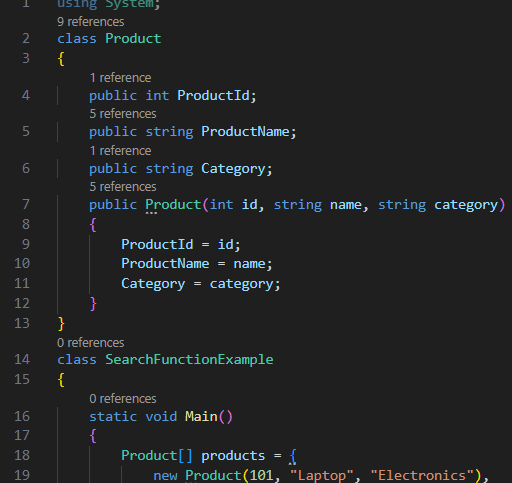 1 using System;
9 references
2 class Product
3 {
1 reference
4 public int ProductId;
5 references
5 public string ProductName;
1 reference
6 public string Category;
5 references
7 public Product(int id, string name, string category)
8 {
9 ProductId = id;
10 ProductName = name;
11 Category = category;
12 }
13 }
0 references
14 class SearchFunctionExample
15 {
0 references
16 static void Main()
17 {
18 Product[] products = {
19 new Product(101, "Laptop", "Electronics"),